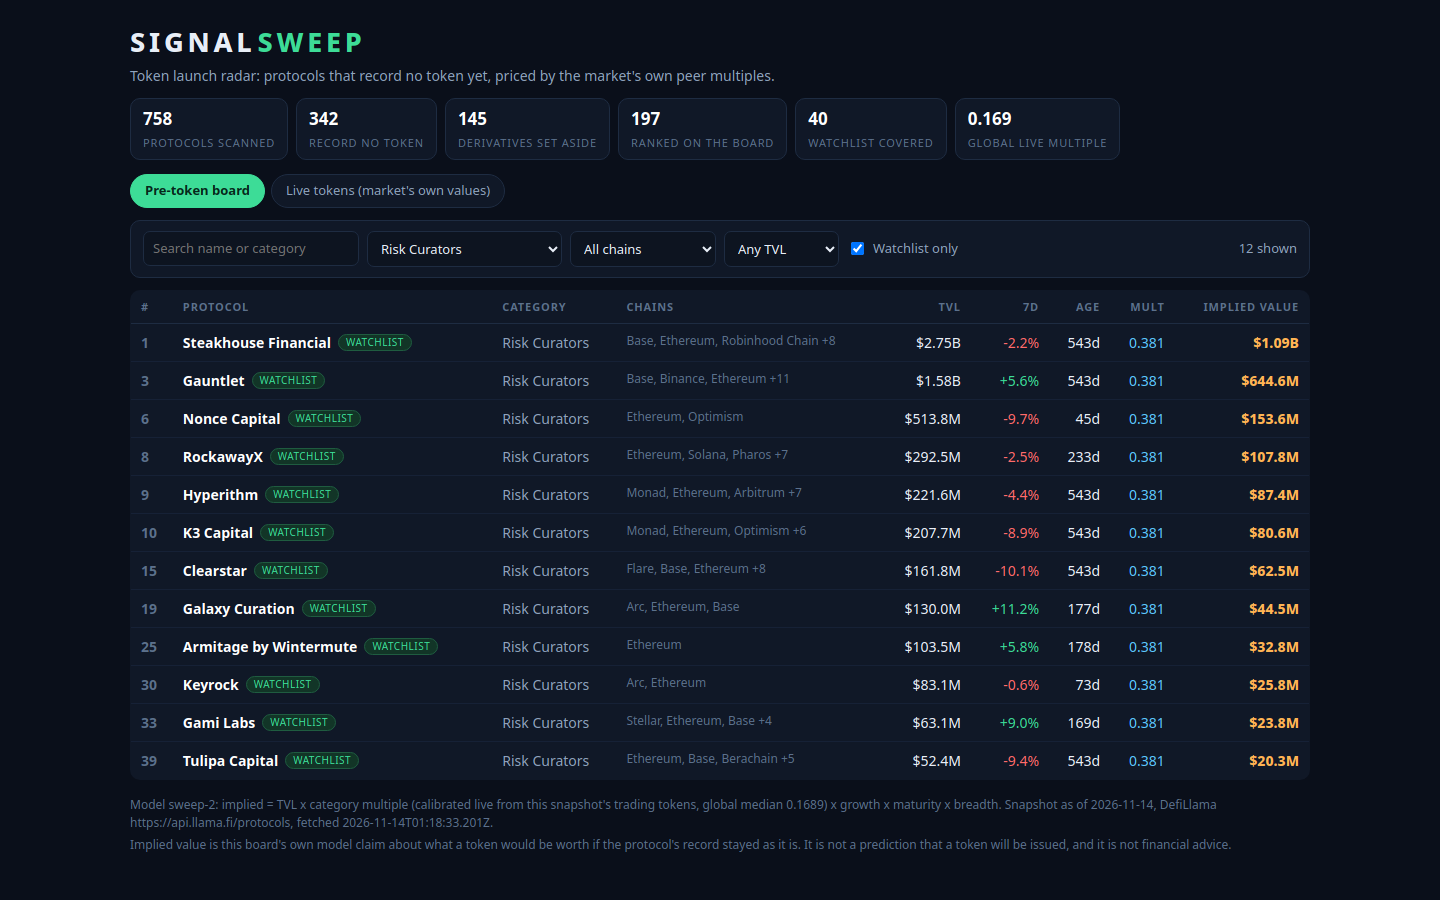 SIGNALSWEEP
Token launch radar: protocols that record no token yet, priced by the market's own peer multiples.
758 342 145 197 40 0.169
PROTOCOLS SCANNED RECORD NO TOKEN DERIVATIVES SET ASIDE RANKED ON THE BOARD WATCHLIST COVERED GLOBAL LIVE MULTIPLE
Pre-token board Live tokens (market's own values)
Search name or category Risk Curators All chains Any TVL Watchlist only 12 shown
# PROTOCOL CATEGORY CHAINS TVL 7D AGE MULT IMPLIED VALUE
1 Steakhouse Financial WATCHLIST Risk Curators Base, Ethereum, Robinhood Chain +8 $2.75B -2.2% 543d 0.381 $1.09B
3 Gauntlet WATCHLIST Risk Curators Base, Binance, Ethereum +11 $1.58B +5.6% 543d 0.381 $644.6M
6 Nonce Capital WATCHLIST Risk Curators Ethereum, Optimism $513.8M -9.7% 45d 0.381 $153.6M
8 RockawayX WATCHLIST Risk Curators Ethereum, Solana, Pharos +7 $292.5M -2.5% 233d 0.381 $107.8M
9 Hyperithm WATCHLIST Risk Curators Monad, Ethereum, Arbitrum +7 $221.6M -4.4% 543d 0.381 $87.4M
10 K3 Capital WATCHLIST Risk Curators Monad, Ethereum, Optimism +6 $207.7M -8.9% 543d 0.381 $80.6M
15 Clearstar WATCHLIST Risk Curators Flare, Base, Ethereum +8 $161.8M -10.1% 543d 0.381 $62.5M
19 Galaxy Curation WATCHLIST Risk Curators Arc, Ethereum, Base $130.0M +11.2% 177d 0.381 $44.5M
25 Armitage by Wintermute WATCHLIST Risk Curators Ethereum $103.5M +5.8% 178d 0.381 $32.8M
30 Keyrock WATCHLIST Risk Curators Arc, Ethereum $83.1M -0.6% 73d 0.381 $25.8M
33 Gami Labs WATCHLIST Risk Curators Stellar, Ethereum, Base +4 $63.1M +9.0% 169d 0.381 $23.8M
39 Tulipa Capital WATCHLIST Risk Curators Ethereum, Base, Berachain +5 $52.4M -9.4% 543d 0.381 $20.3M
Model sweep-2: implied = TVL x category multiple (calibrated live from this snapshot's trading tokens, global median 0.1689) x growth x maturity x breadth. Snapshot as of 2026-11-14, DefiLlama
https://api.llama.fi/protocols, fetched 2026-11-14T01:18:33.201Z.
Implied value is this board's own model claim about what a token would be worth if the protocol's record stayed as it is. It is not a prediction that a token will be issued, and it is not financial advice.